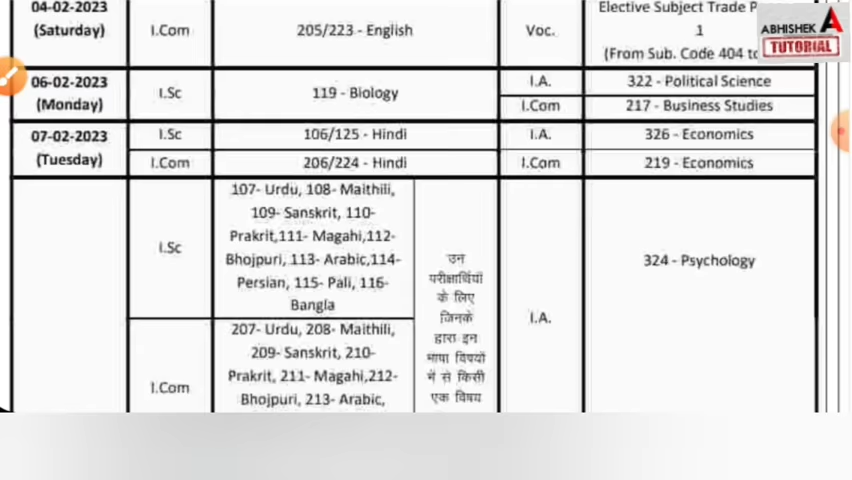 04-02-2023
(Saturday)
I.Com
205/223 - English
Voc.
Elective Subject Trade
1
(From Sub. Code 404
ABHISHEK A
TUTORIAL
06-02-2023
(Monday)
I.Sc
119 - Biology
I.A.
322 - Political Science
I.Com
217 - Business Studies
07-02-2023
(Tuesday)
I.Sc
106/125 - Hindi
I.A.
326 - Economics
I.Com
206/224 - Hindi
I.Com
219 - Economics
I.Sc
107- Urdu, 108- Maithili,
109- Sanskrit, 110-
Prakrit,111- Magahi,112-
Bhojpuri, 113- Arabic,114-
Persian, 115- Pali, 116-
Bangla
I.Com
207- Urdu, 208- Maithili,
209- Sanskrit, 210-
Prakrit, 211- Magahi,212-
Bhojpuri, 213- Arabic,
उन
परीक्षार्थियों
के लिए
जिनके
द्वारा इन
भाषा विषयों
में से किसी
एक विषय
I.A.
324 - Psychology